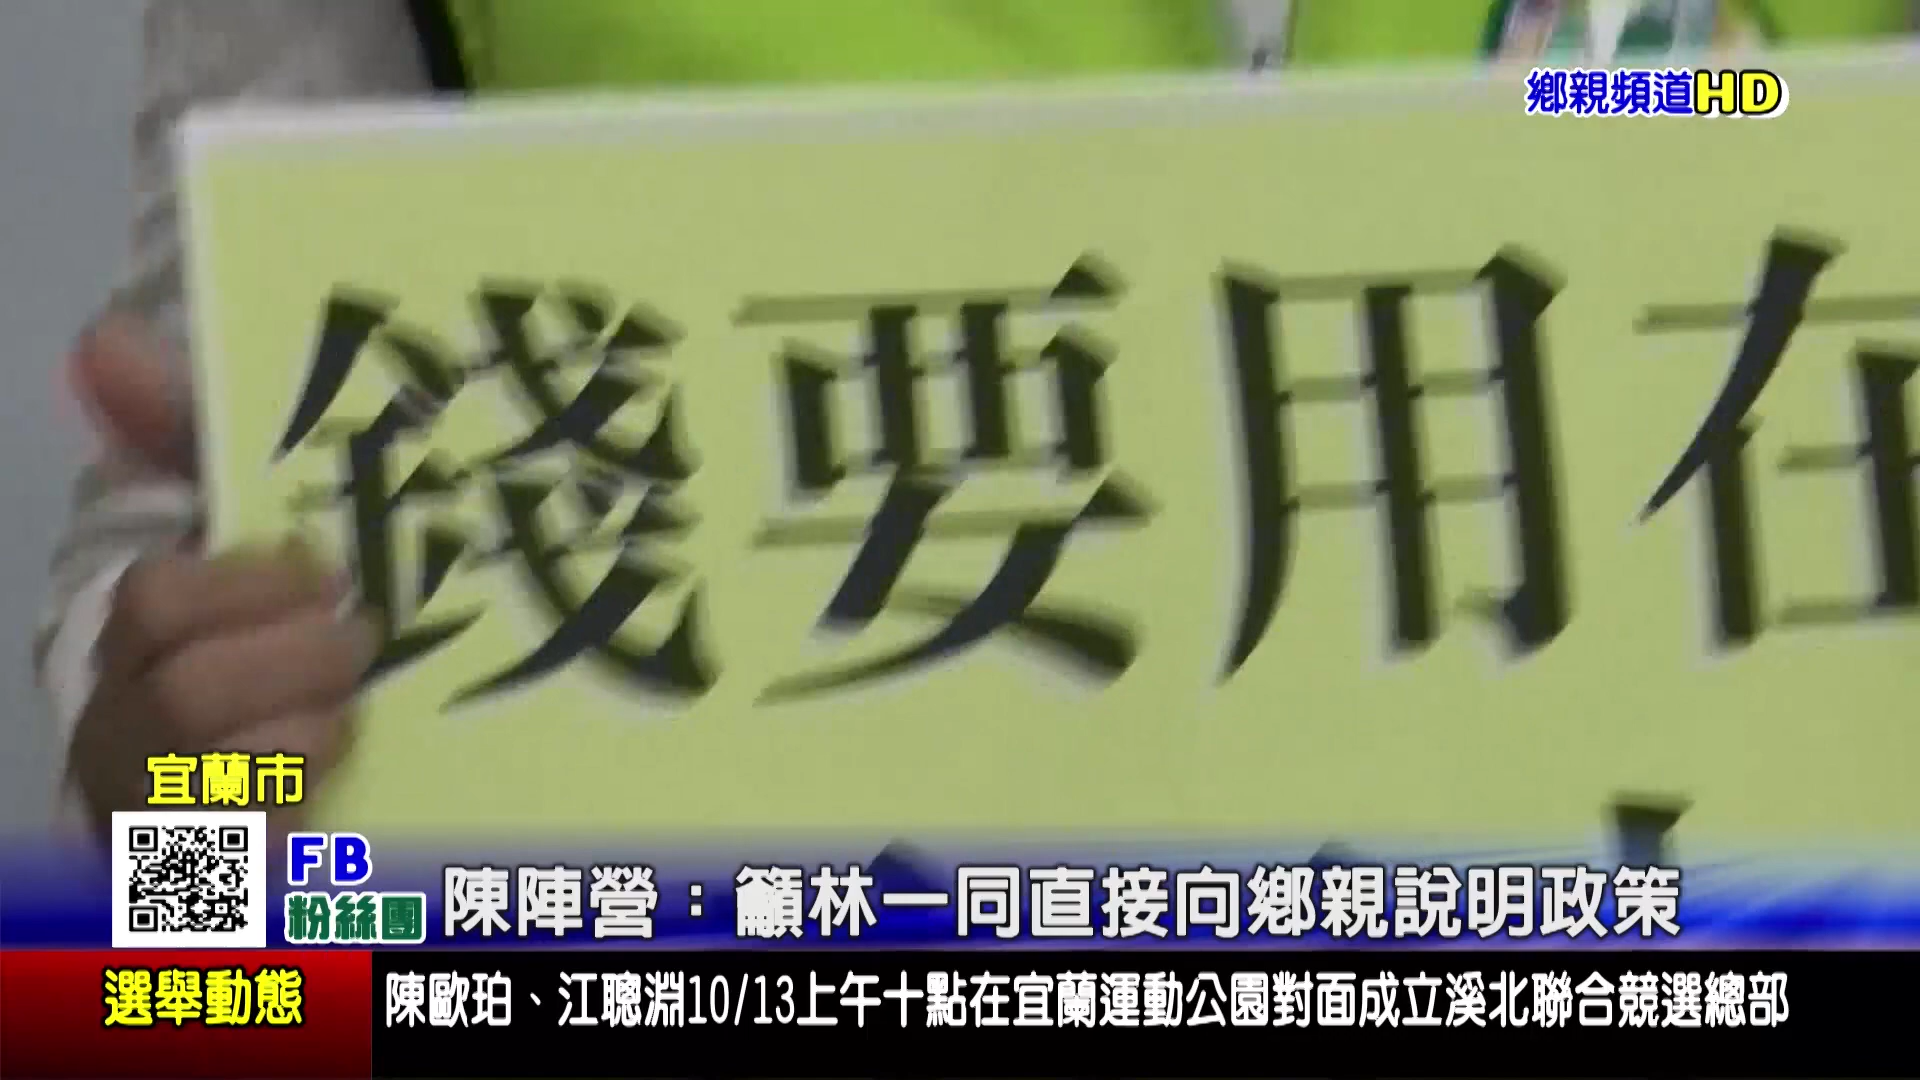 鄉親頻道HD
錢要用在
宜蘭市
FB
粉絲團
陳陣營：籲林一同直接向鄉親說明政策
選舉動態
陳歐珀、江聰淵10/13上午十點在宜蘭運動公園對面成立溪北聯合競選總部